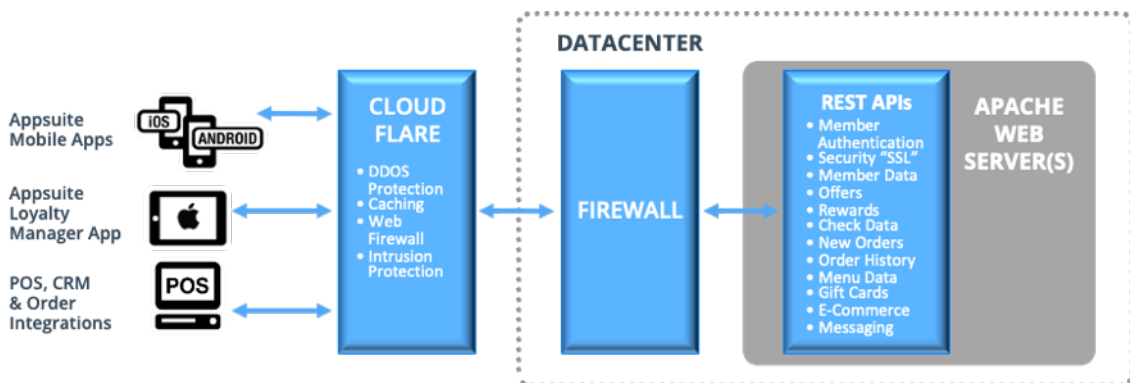 DATACENTER
Appsuite
Mobile Apps
iOS
ANDROID
Appsuite
Loyalty
Manager App
POS, CRM
& Order
Integrations
POS
CLOUD
FLARE
• DDOS
Protection
• Caching
• Web
Firewall
• Intrusion
Protection
FIREWALL
REST APIs
• Member
Authentication
• Security “SSL”
• Member Data
• Offers
• Rewards
• Check Data
• New Orders
• Order History
• Menu Data
• Gift Cards
• E-Commerce
• Messaging
APACHE
WEB
SERVER(S)